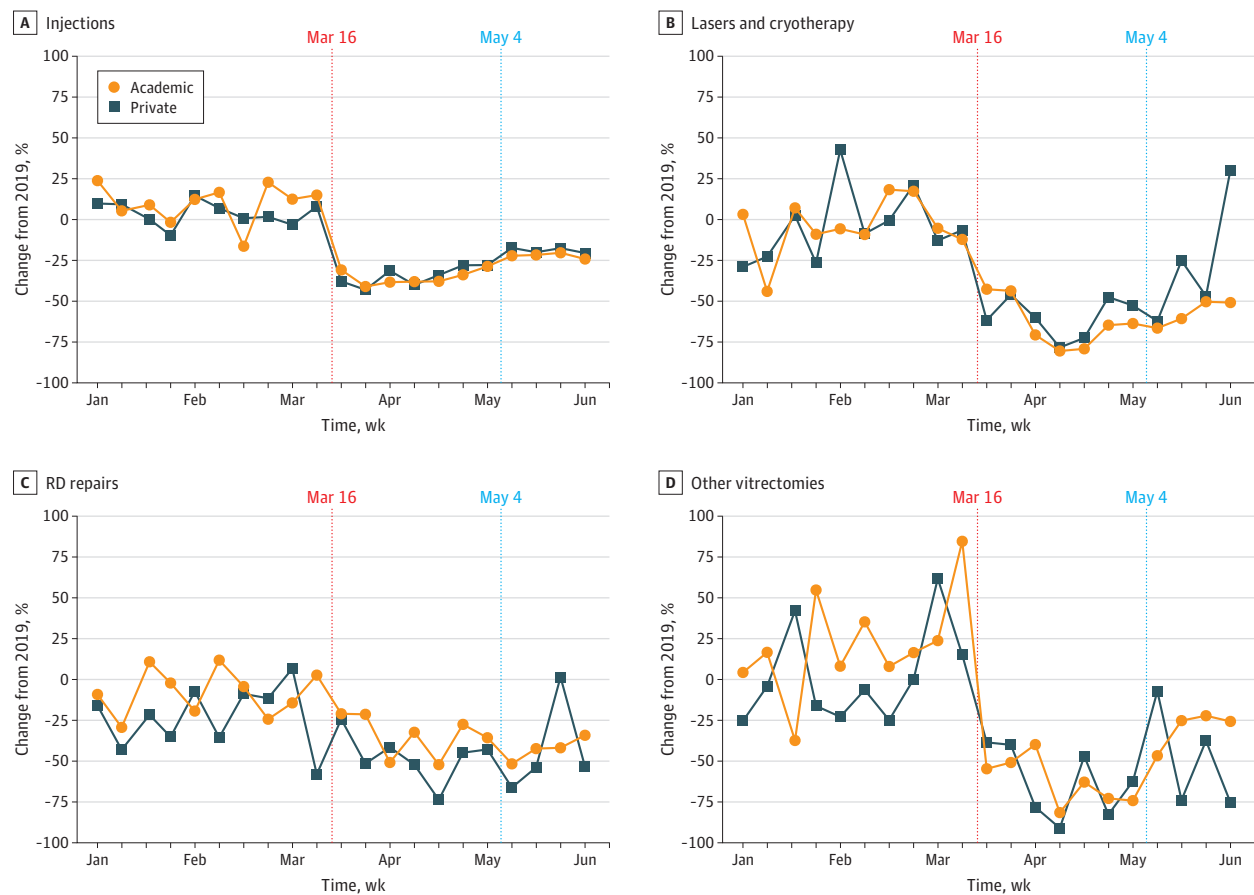 A Injections
Mar 16
May 4
100
75
50
25
0
-25
-50
-75
-100
Change from 2019, %
Academic
Private
Jan Feb Mar Apr May Jun
Time, wk
B Lasers and cryotherapy
Mar 16
May 4
100
75
50
25
0
-25
-50
-75
-100
Change from 2019, %
Jan Feb Mar Apr May Jun
Time, wk
C RD repairs
Mar 16
May 4
100
75
50
25
0
-25
-50
-75
-100
Change from 2019, %
Jan Feb Mar Apr May Jun
Time, wk
D Other vitrectomies
Mar 16
May 4
100
75
50
25
0
-25
-50
-75
-100
Change from 2019, %
Jan Feb Mar Apr May Jun
Time, wk